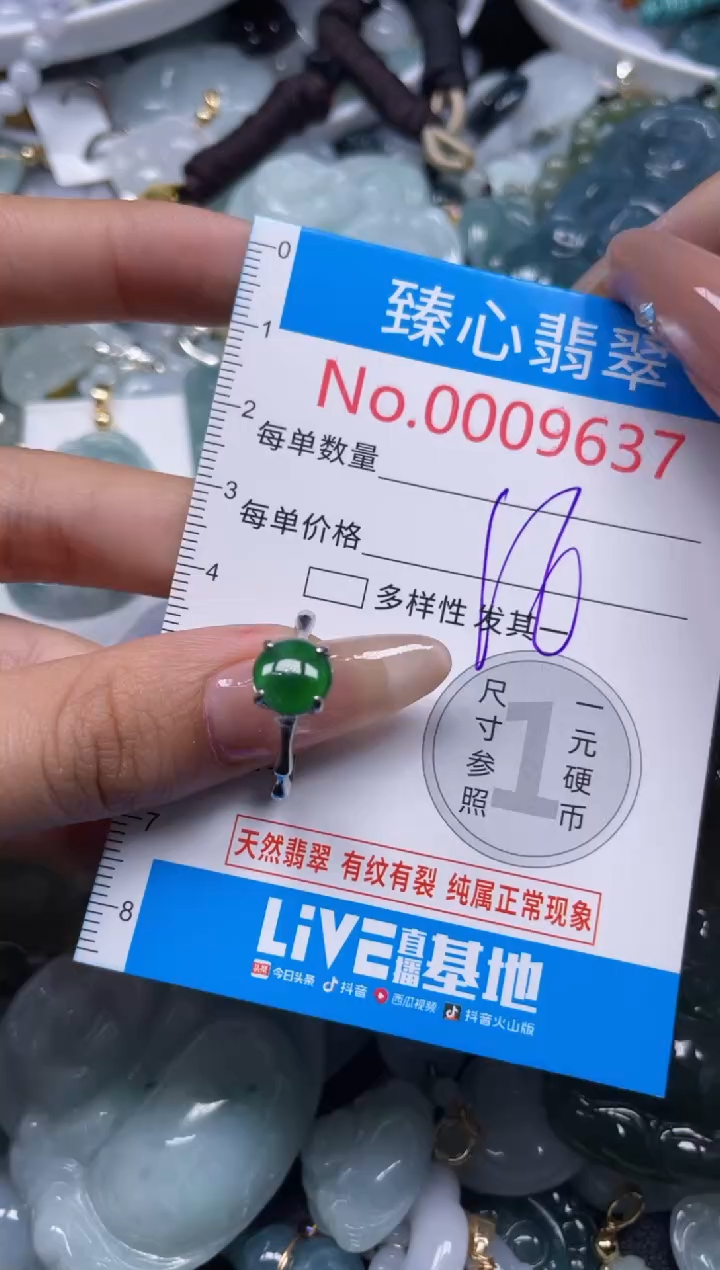 0
臻心翡翠
1
No.0009637
2
每单数量
3
每单价格
4
多样性 发其一
尺寸参照
1
一元硬币
7
天然翡翠 有纹有裂 纯属正常现象
8
LiVE直播基地
头条 今日头条 抖音 西瓜视频 抖音火山版